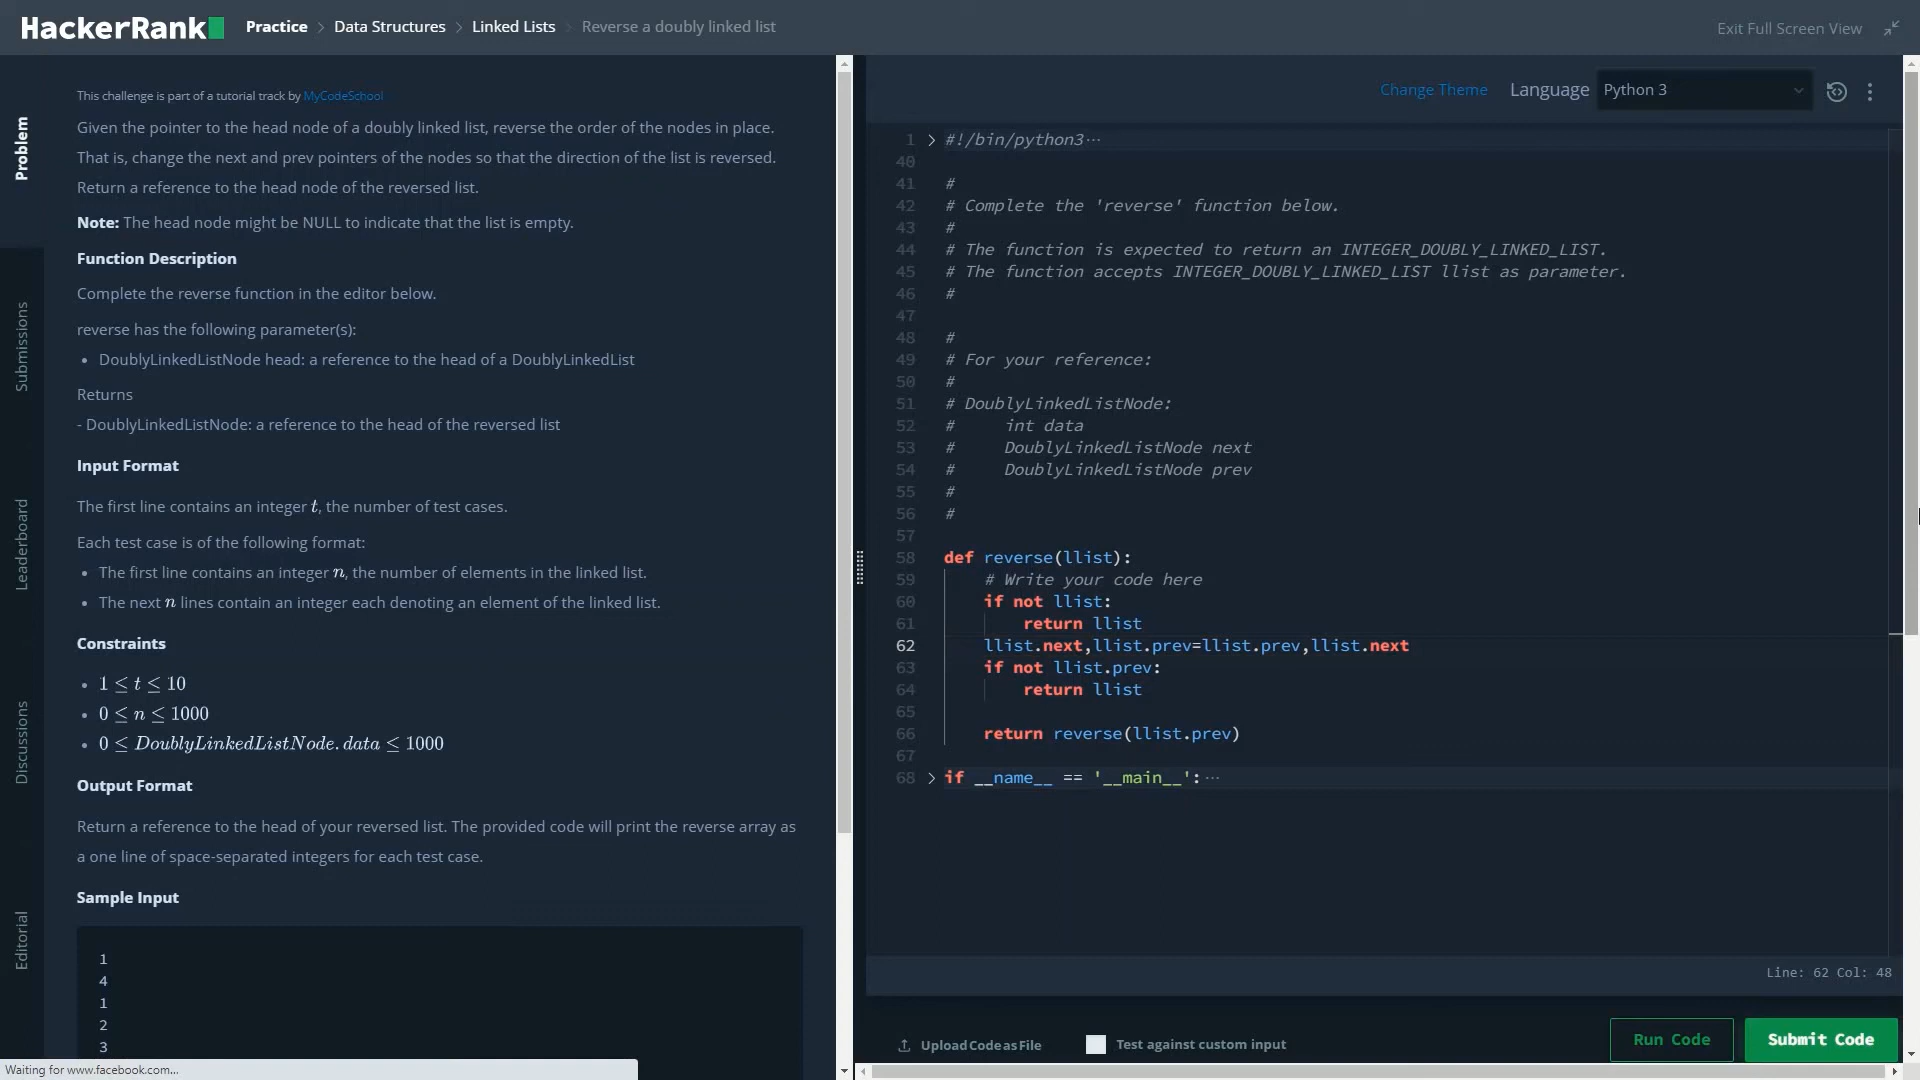 HackerRank
Practice > Data Structures > Linked Lists > Reverse a doubly linked list
Exit Full Screen View
Problem
Submissions
Leaderboard
Discussions
Editorial
This challenge is part of a tutorial track by MyCodeSchool
Given the pointer to the head node of a doubly linked list, reverse the order of the nodes in place.
That is, change the next and prev pointers of the nodes so that the direction of the list is reversed.
Return a reference to the head node of the reversed list.
Note: The head node might be NULL to indicate that the list is empty.
Function Description
Complete the reverse function in the editor below.
reverse has the following parameter(s):
• DoublyLinkedListNode head: a reference to the head of a DoublyLinkedList
Returns
- DoublyLinkedListNode: a reference to the head of the reversed list
Input Format
The first line contains an integer t, the number of test cases.
Each test case is of the following format:
• The first line contains an integer n, the number of elements in the linked list.
• The next n lines contain an integer each denoting an element of the linked list.
Constraints
• 1 ≤ t ≤ 10
• 0 ≤ n ≤ 1000
• 0 ≤ DoublyLinkedListNode.data ≤ 1000
Output Format
Return a reference to the head of your reversed list. The provided code will print the reverse array as
a one line of space-separated integers for each test case.
Sample Input
1
4
1
2
3
Waiting for www.facebook.com...
Change Theme Language Python 3
1 > #!/bin/python3…
40
41 #
42 # Complete the 'reverse' function below.
43 #
44 # The function is expected to return an INTEGER_DOUBLY_LINKED_LIST.
45 # The function accepts INTEGER_DOUBLY_LINKED_LIST llist as parameter.
46 #
47
48 #
49 # For your reference:
50 #
51 # DoublyLinkedListNode:
52 #     int data
53 #     DoublyLinkedListNode next
54 #     DoublyLinkedListNode prev
55 #
56 #
57
58 def reverse(llist):
59     # Write your code here
60     if not llist:
61         return llist
62     llist.next,llist.prev=llist.prev,llist.next
63     if not llist.prev:
64         return llist
65
66     return reverse(llist.prev)
67
68 > if __name__ == '__main__':…
Line: 62 Col: 48
Upload Code as File
Test against custom input
Run Code
Submit Code